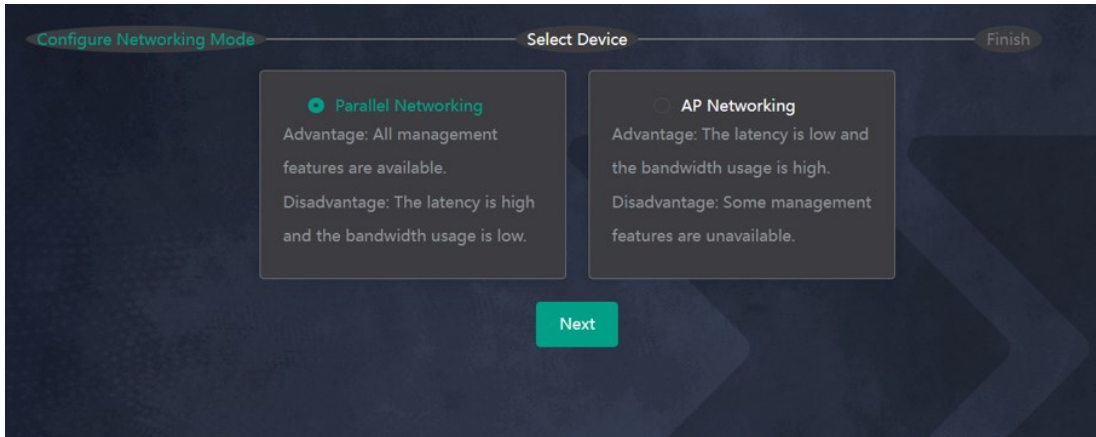 Configure Networking Mode
Select Device
Finish
Parallel Networking
Advantage: All management
features are available.
Disadvantage: The latency is high
and the bandwidth usage is low.
AP Networking
Advantage: The latency is low and
the bandwidth usage is high.
Disadvantage: Some management
features are unavailable.
Next